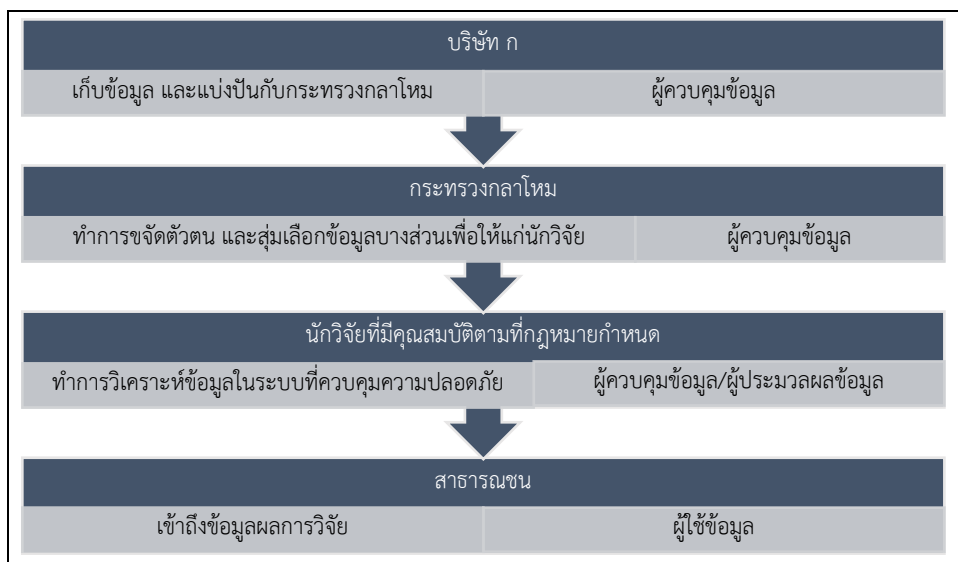 บริษัท ก
เก็บข้อมูล และแบ่งปันกับกระทรวงกลาโหม
ผู้ควบคุมข้อมูล
กระทรวงกลาโหม
ทำการขจัดตัวตน และสุ่มเลือกข้อมูลบางส่วนเพื่อให้แก่นักวิจัย
ผู้ควบคุมข้อมูล
นักวิจัยที่มีคุณสมบัติตามที่กฎหมายกำหนด
ทำการวิเคราะห์ข้อมูลในระบบที่ควบคุมความปลอดภัย
ผู้ควบคุมข้อมูล/ผู้ประมวลผลข้อมูล
สาธารณชน
เข้าถึงข้อมูลผลการวิจัย
ผู้ใช้ข้อมูล